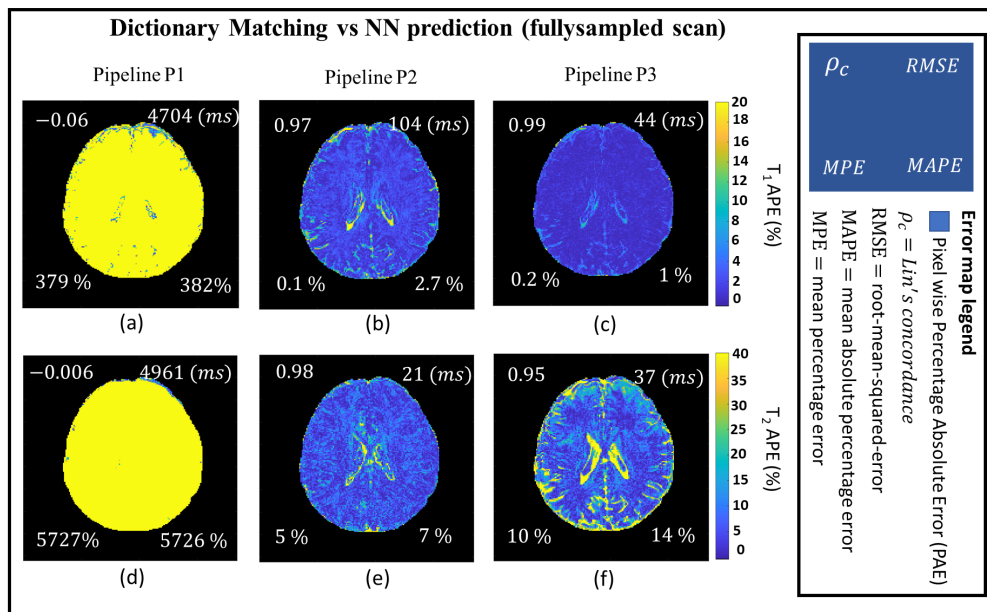 Dictionary Matching vs NN prediction (fullysampled scan)
Pipeline P1
Pipeline P2
Pipeline P3
−0.06
4704 (ms)
379 %
382%
(a)
0.97
104 (ms)
0.1 %
2.7 %
(b)
0.99
44 (ms)
0.2 %
1 %
(c)
20
18
16
14
12
10
8
6
4
2
0
T1 APE (%)
−0.006
4961 (ms)
5727%
5726 %
(d)
0.98
21 (ms)
5 %
7 %
(e)
0.95
37 (ms)
10 %
14 %
(f)
40
35
30
25
20
15
10
5
0
T2 APE (%)
ρc
RMSE
MPE
MAPE
Error map legend
Pixel wise Percentage Absolute Error (PAE)
ρc = Lin's concordance
RMSE = root-mean-squared-error
MAPE = mean absolute percentage error
MPE = mean percentage error